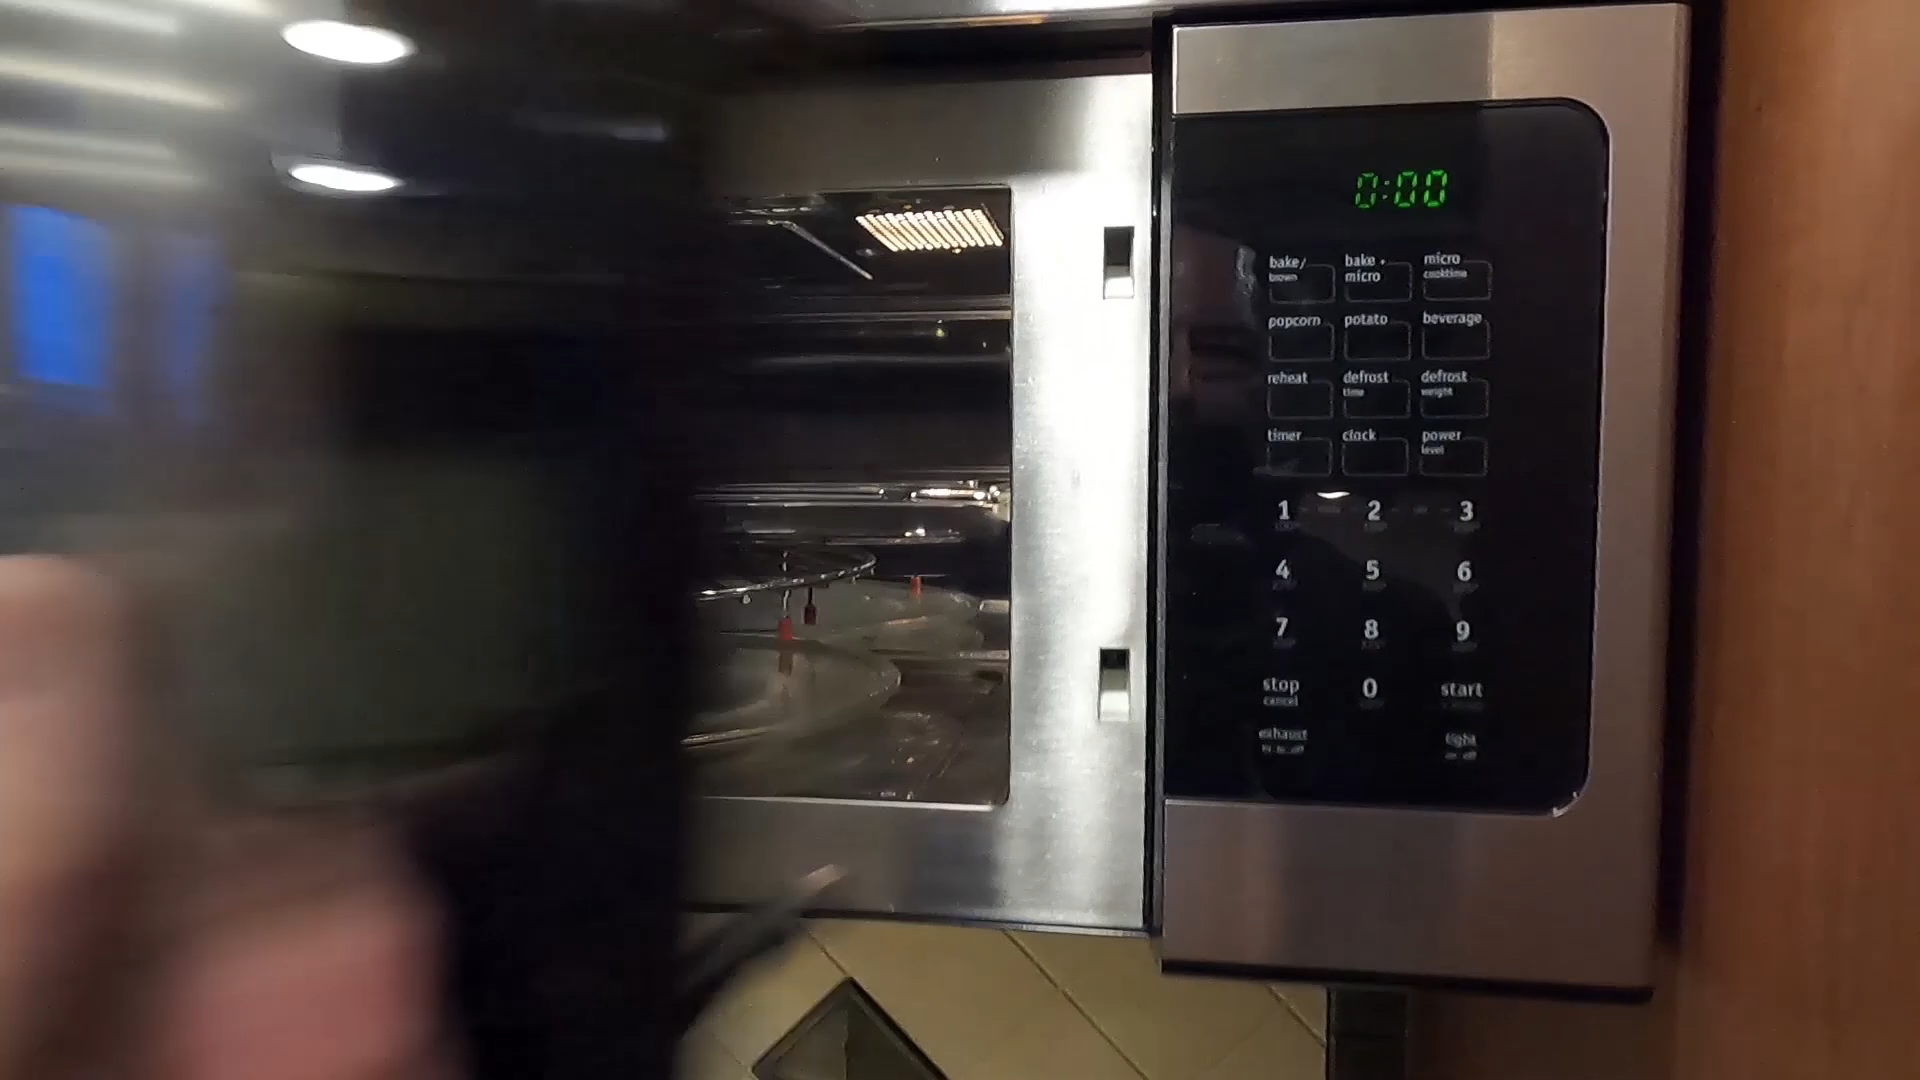 0:00
bake/ bake + micro
brown micro cooktime
popcorn potato beverage
reheat defrost defrost
time weight
timer clock power
level
1 2 3
4 5 6
7 8 9
stop 0 start
cancel
exhaust light